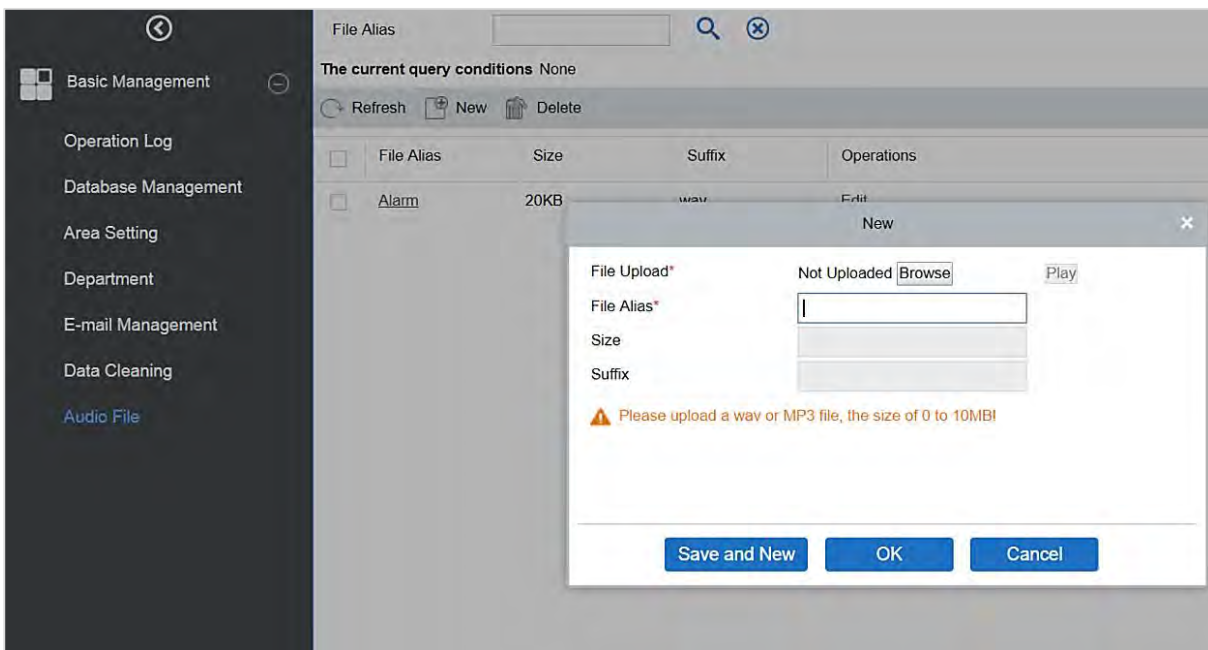 File Alias
Basic Management
The current query conditions None
Refresh New Delete
Operation Log
File Alias Size Suffix Operations
Database Management
Alarm 20KB wav Edit
Area Setting
New
Department
File Upload* Not Uploaded Browse Play
E-mail Management
File Alias*
Size
Data Cleaning
Suffix
Audio File
Please upload a wav or MP3 file, the size of 0 to 10MB!
Save and New OK Cancel